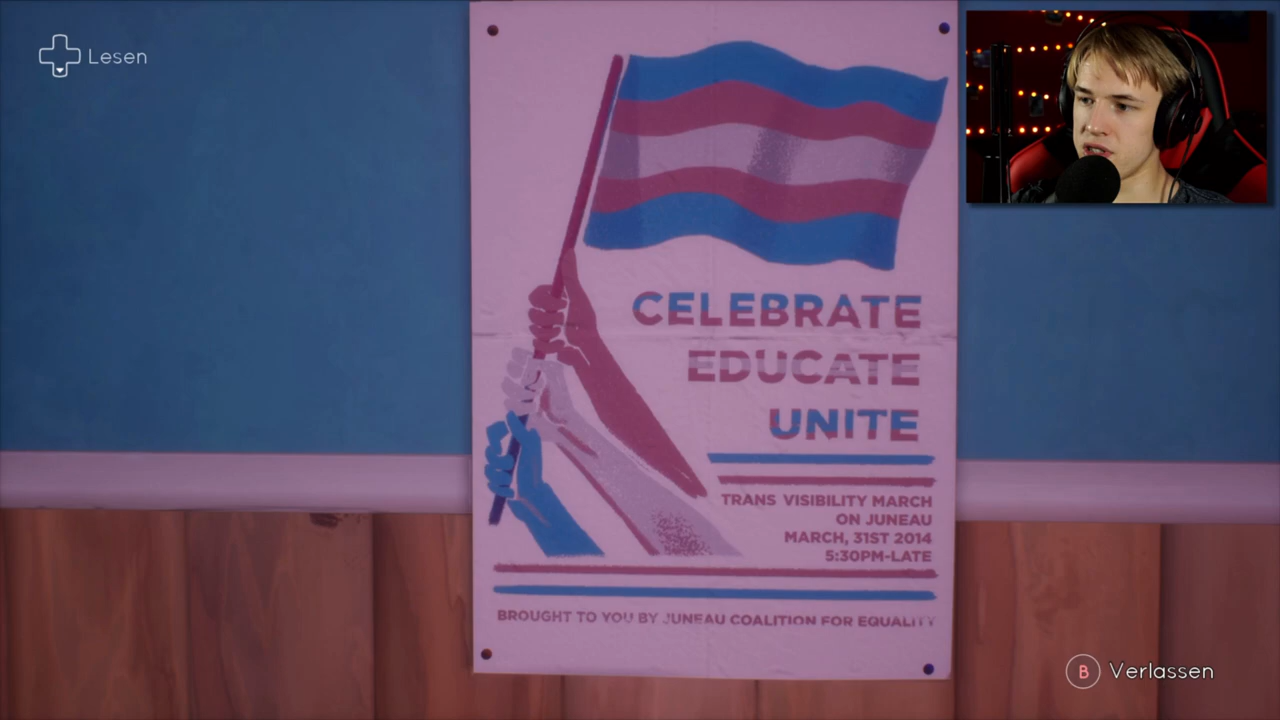 Lesen
CELEBRATE
EDUCATE
UNITE
TRANS VISIBILITY MARCH
ON JUNEAU
MARCH, 31ST 2014
5:30PM-LATE
BROUGHT TO YOU BY JUNEAU COALITION FOR EQUALITY
B Verlassen